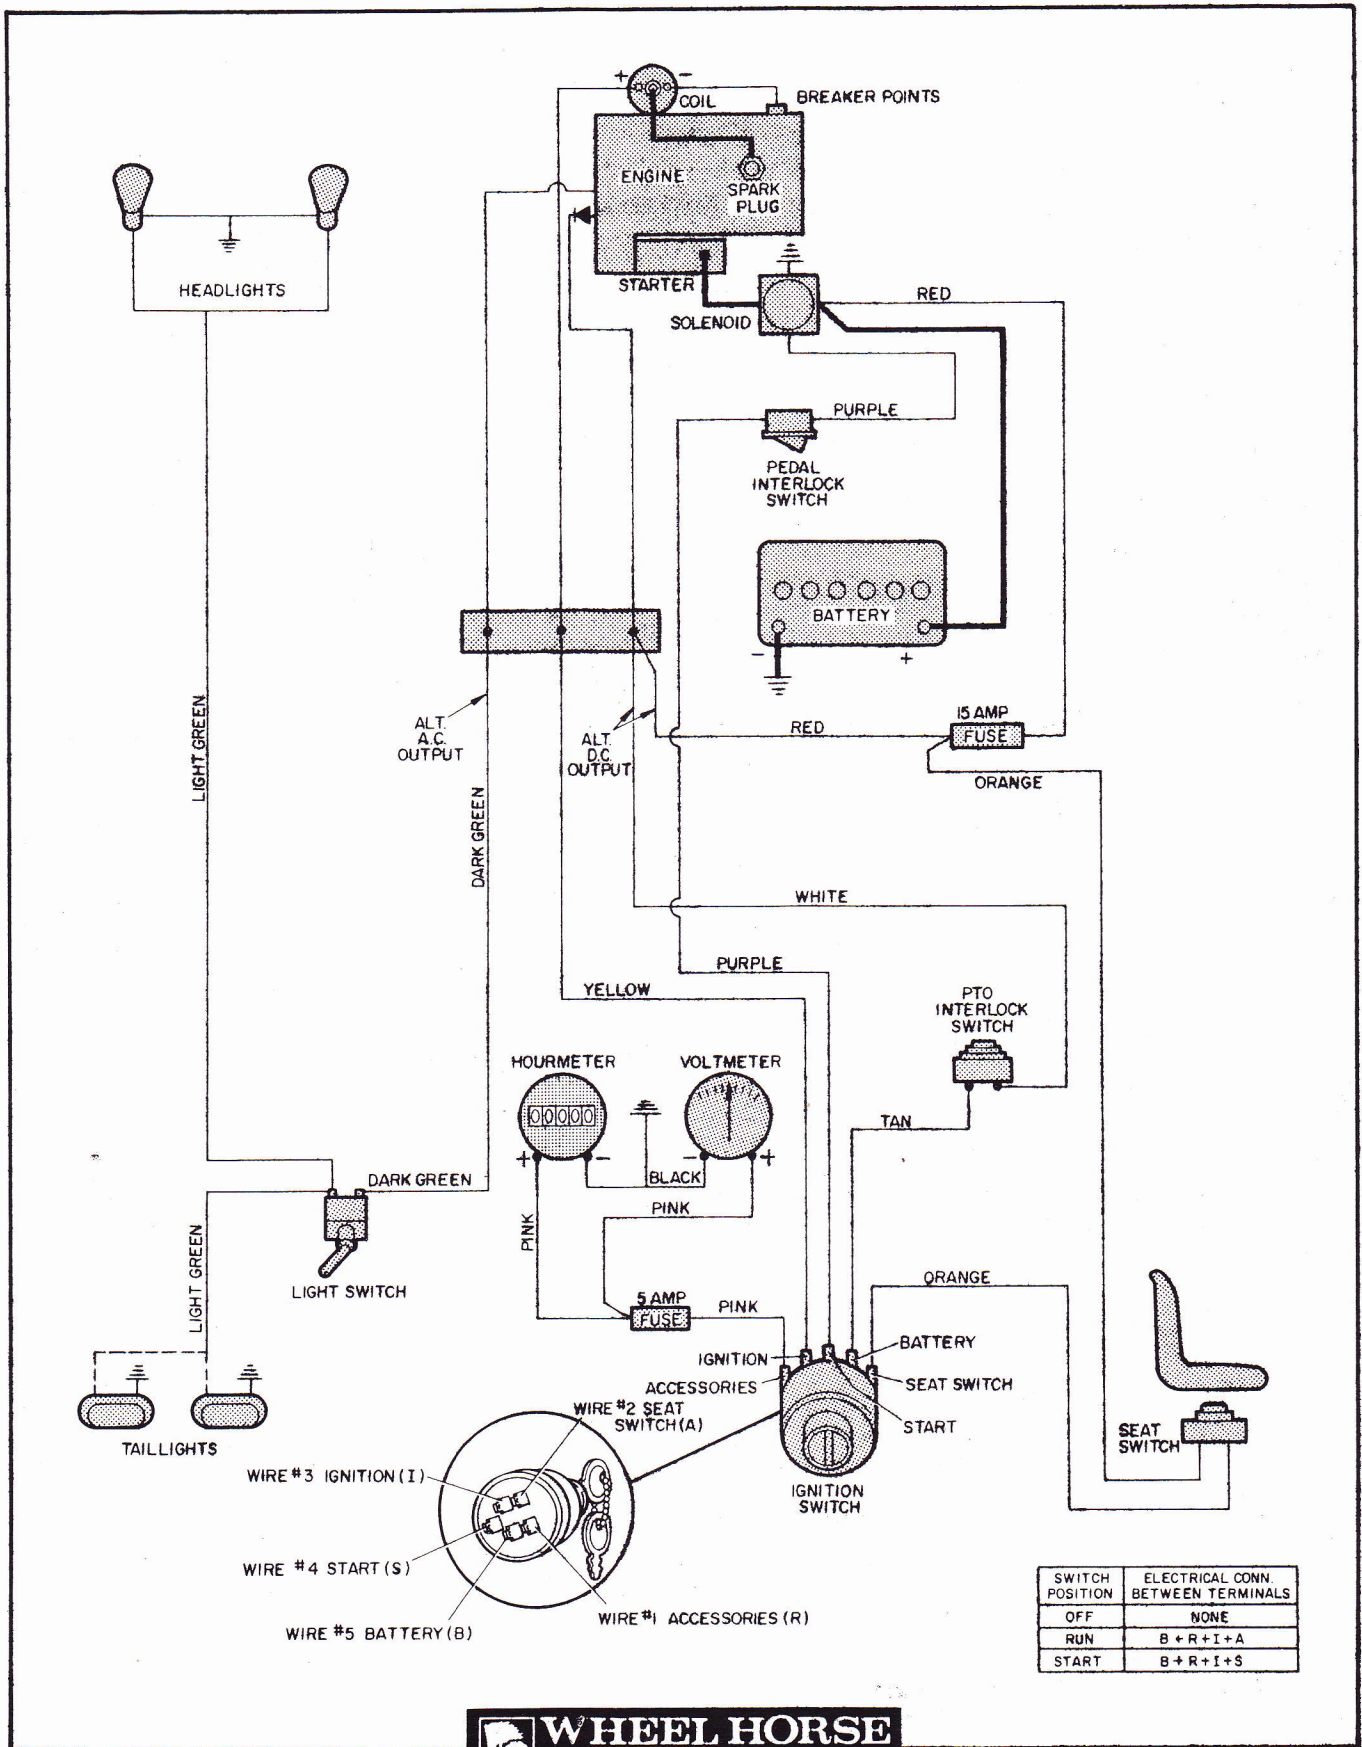 +
-
COIL
BREAKER POINTS
ENGINE
SPARK
PLUG
STARTER
SOLENOID
RED
HEADLIGHTS
PURPLE
PEDAL
INTERLOCK
SWITCH
BATTERY
-
+
LIGHT GREEN
ALT.
A.C.
OUTPUT
ALT.
D.C.
OUTPUT
RED
15 AMP
FUSE
ORANGE
DARK GREEN
WHITE
PURPLE
YELLOW
PTO
INTERLOCK
SWITCH
HOURMETER
VOLTMETER
00000
TAN
+
-
-
+
BLACK
DARK GREEN
PINK
PINK
LIGHT GREEN
LIGHT SWITCH
ORANGE
5 AMP
FUSE
PINK
IGNITION
BATTERY
ACCESSORIES
SEAT SWITCH
START
WIRE #2 SEAT
SWITCH (A)
TAILLIGHTS
SEAT
SWITCH
WIRE #3 IGNITION (I)
IGNITION
SWITCH
WIRE #4 START (S)
WIRE #1 ACCESSORIES (R)
WIRE #5 BATTERY (B)
SWITCH POSITION ELECTRICAL CONN. BETWEEN TERMINALS
OFF NONE
RUN B+R+I+A
START B+R+I+S
WHEEL HORSE